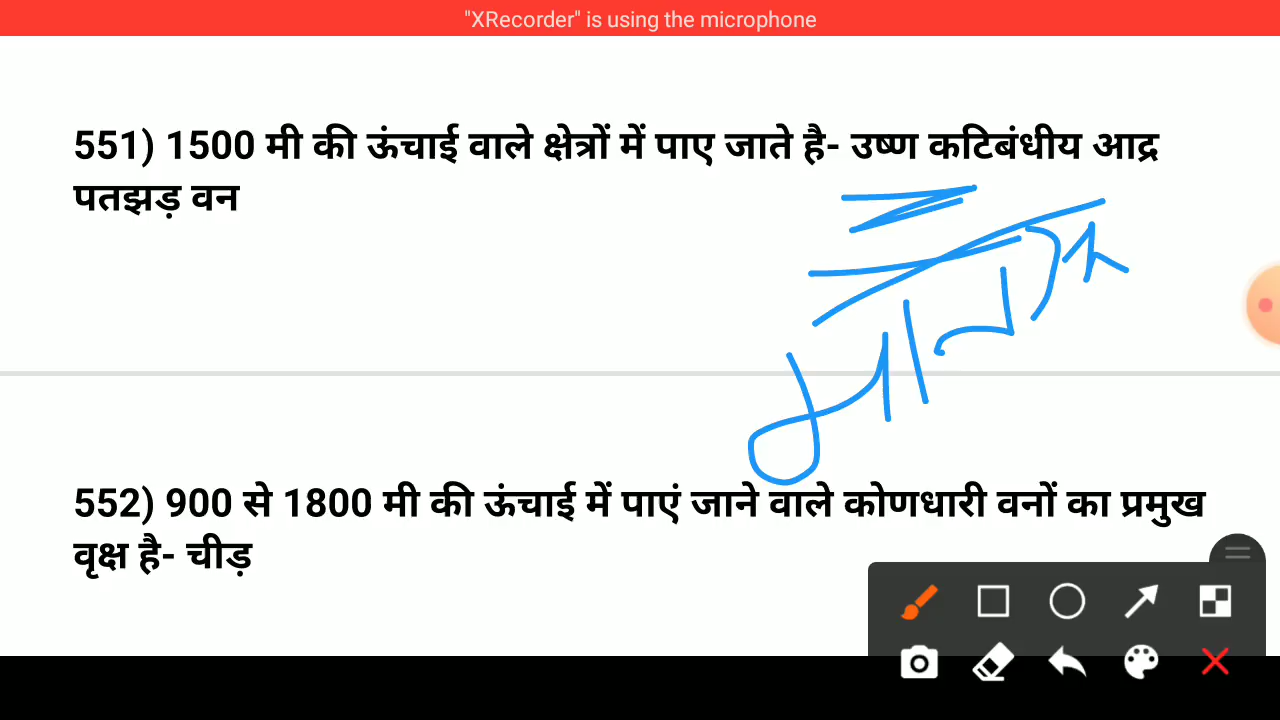 "XRecorder" is using the microphone
551) 1500 मी की ऊंचाई वाले क्षेत्रों में पाए जाते है- उष्ण कटिबंधीय आद्र
पतझड़ वन
552) 900 से 1800 मी की ऊंचाई में पाएं जाने वाले कोणधारी वनों का प्रमुख
वृक्ष है- चीड़